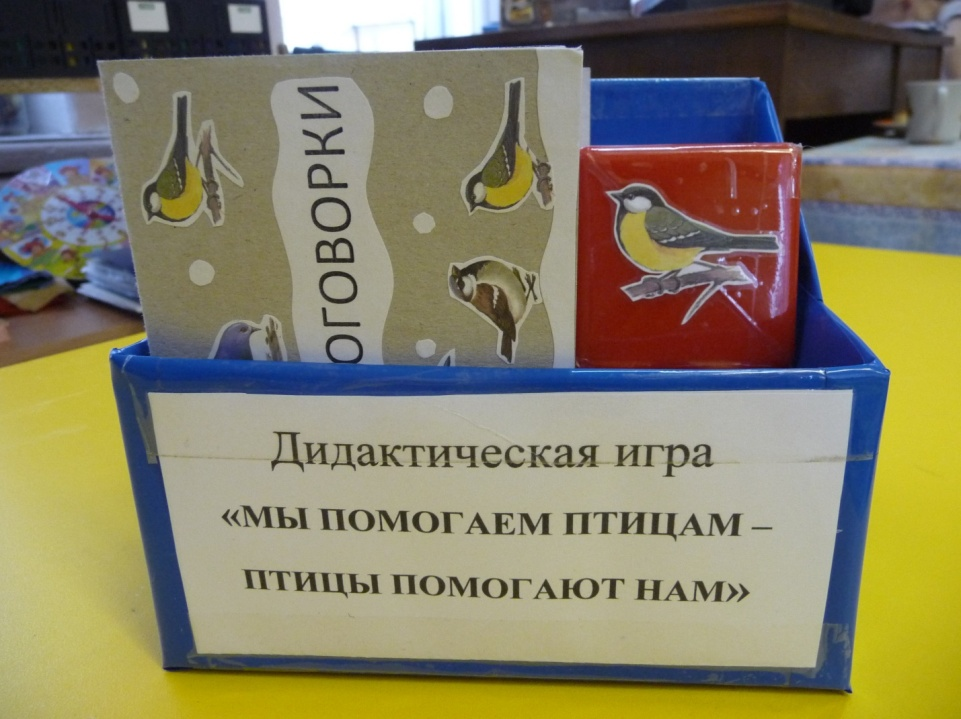 ОГОВОРКИ
Дидактическая игра
«МЫ ПОМОГАЕМ ПТИЦАМ –
ПТИЦЫ ПОМОГАЮТ НАМ»